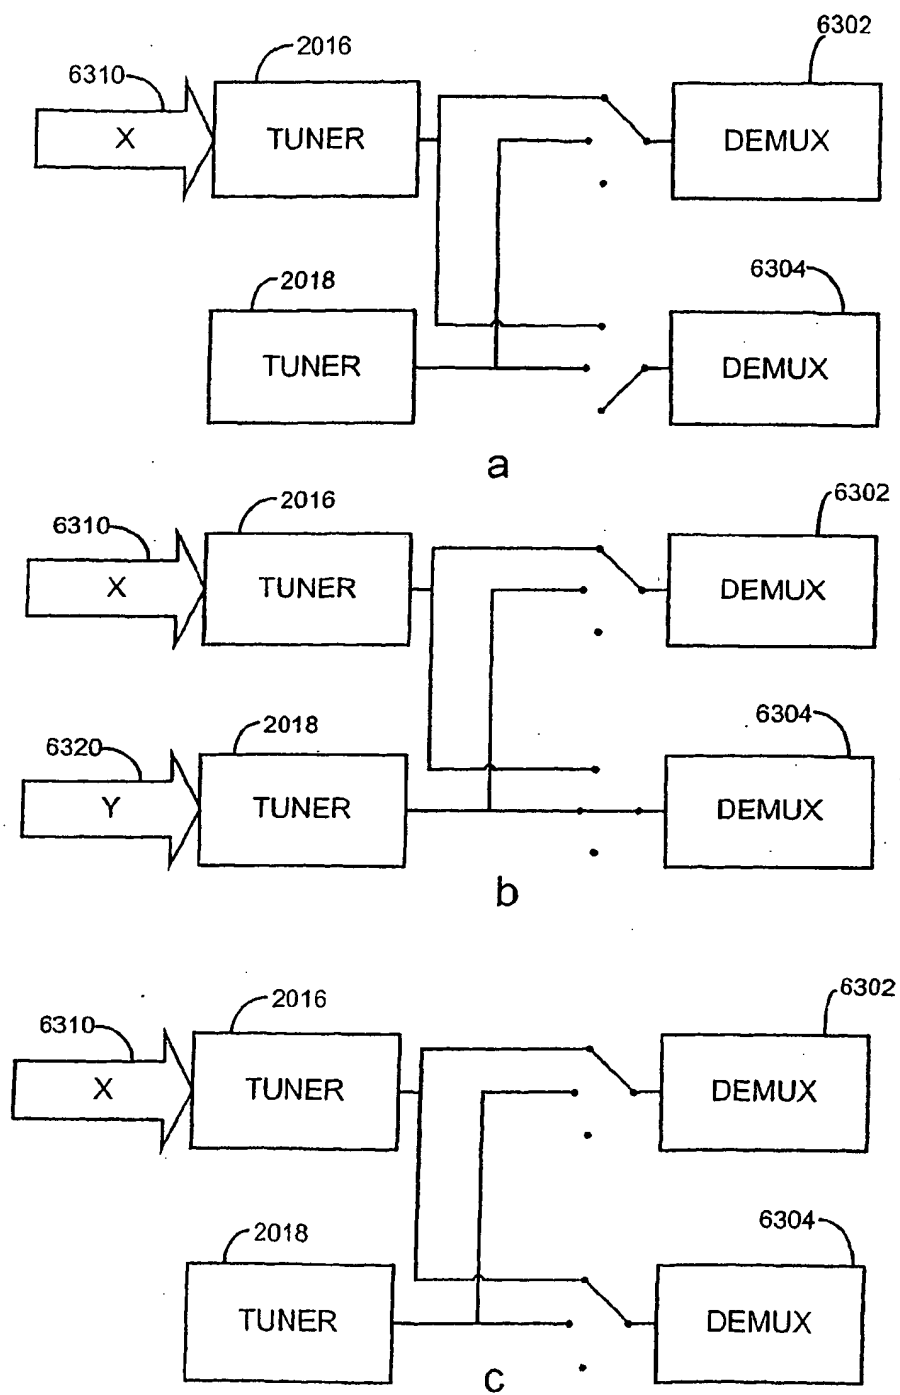 6302
2016
6310
X
TUNER
DEMUX
2018
6304
TUNER
DEMUX
a
6302
2016
6310
X
TUNER
DEMUX
6304
2018
6320
Y
TUNER
DEMUX
b
6302
2016
6310
X
TUNER
DEMUX
6304
2018
TUNER
DEMUX
c